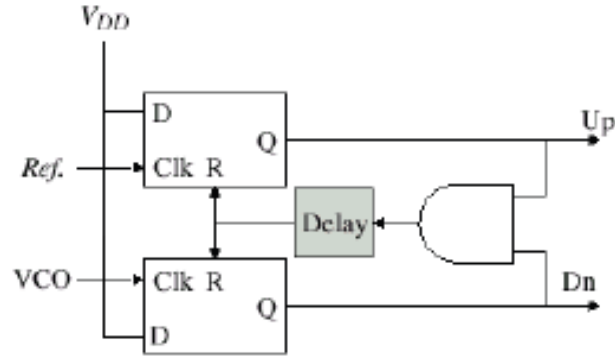 VDD
D
Up
Q
Ref.
Clk R
Delay
VCO
Clk R
Dn
Q
D